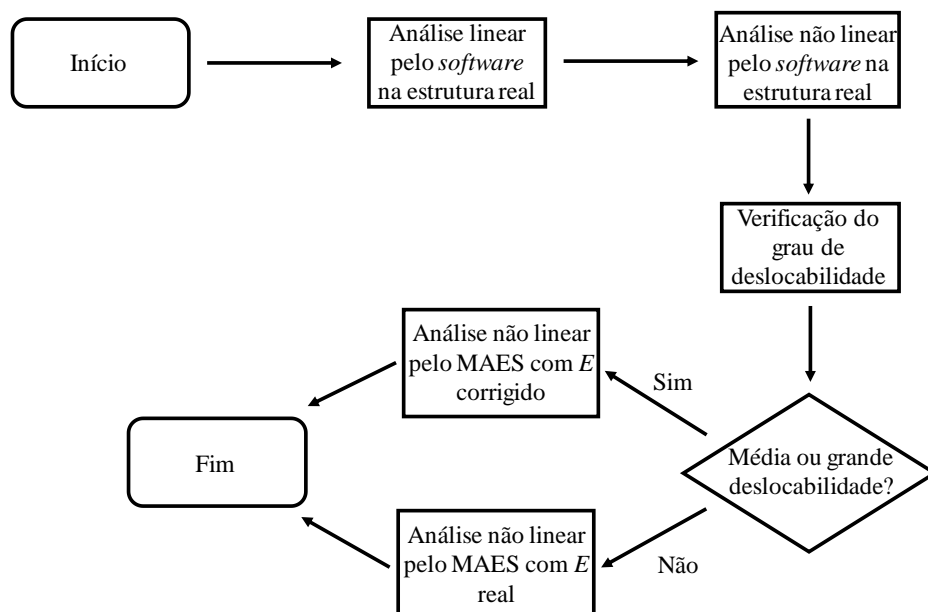 Início
Análise linear
pelo software
na estrutura real
Análise não linear
pelo software na
estrutura real
Verificação do
grau de
deslocabilidade
Média ou grande
deslocabilidade?
Sim
Análise não linear
pelo MAES com E
corrigido
Não
Análise não linear
pelo MAES com E
real
Fim